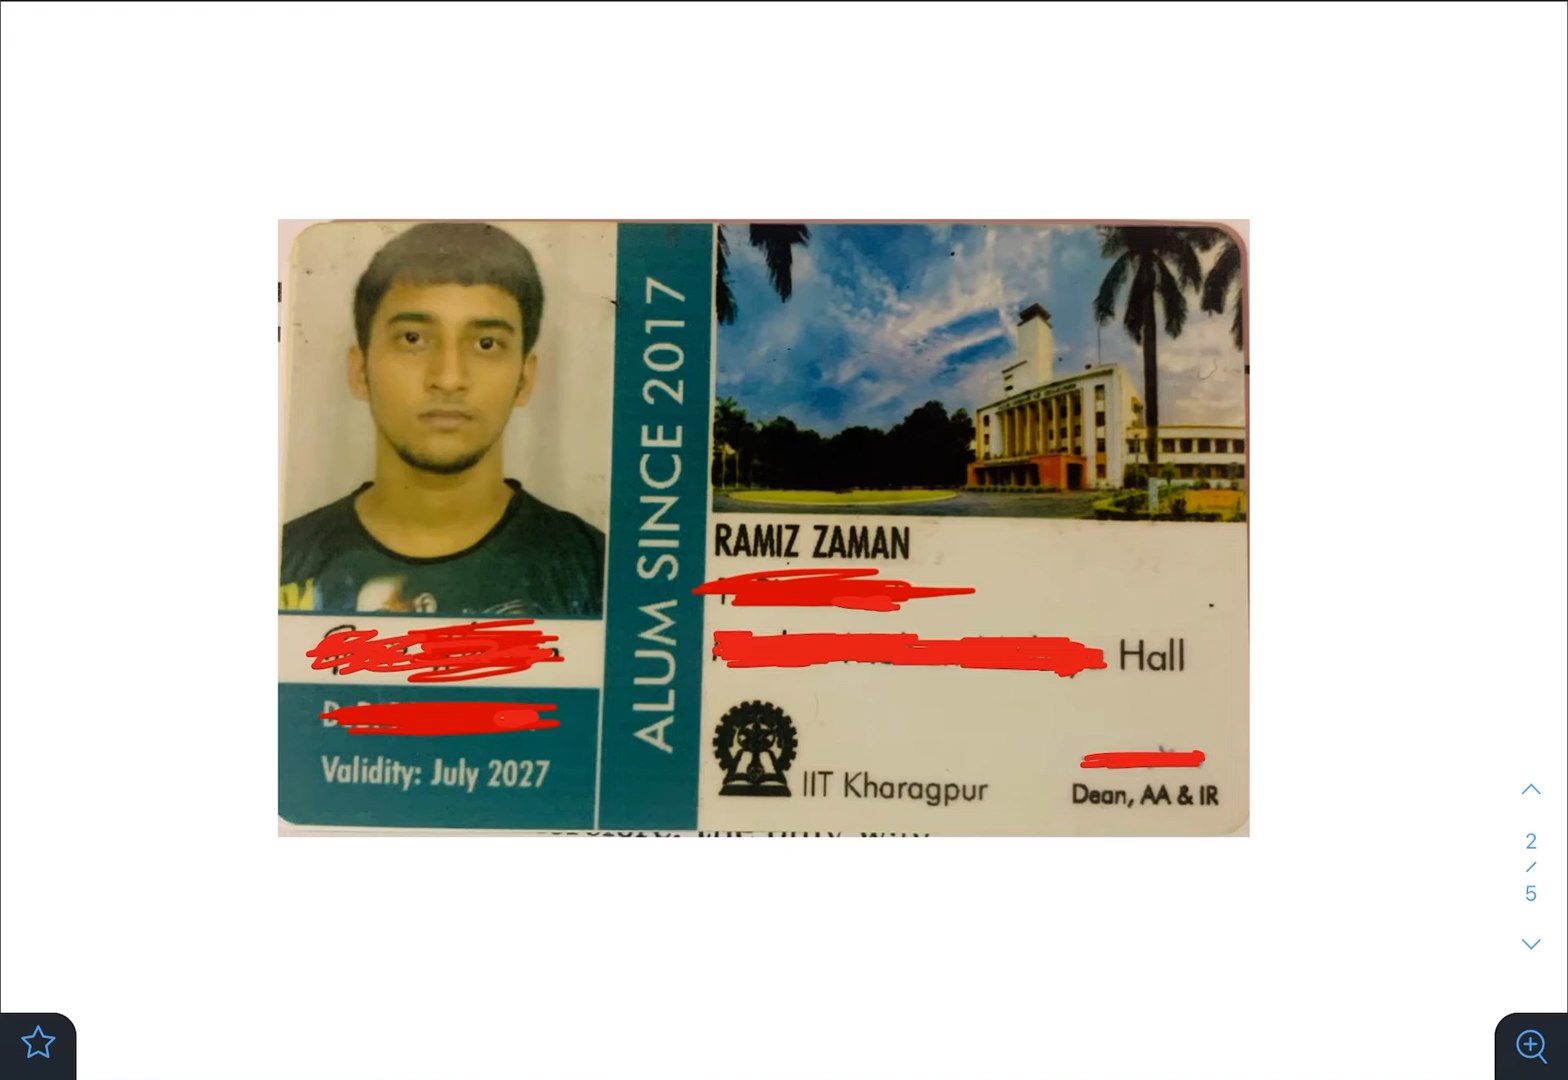 ALUM SINCE 2017
RAMIZ ZAMAN
Hall
Validity: July 2027
IIT Kharagpur
Dean, AA & IR
2
/
5